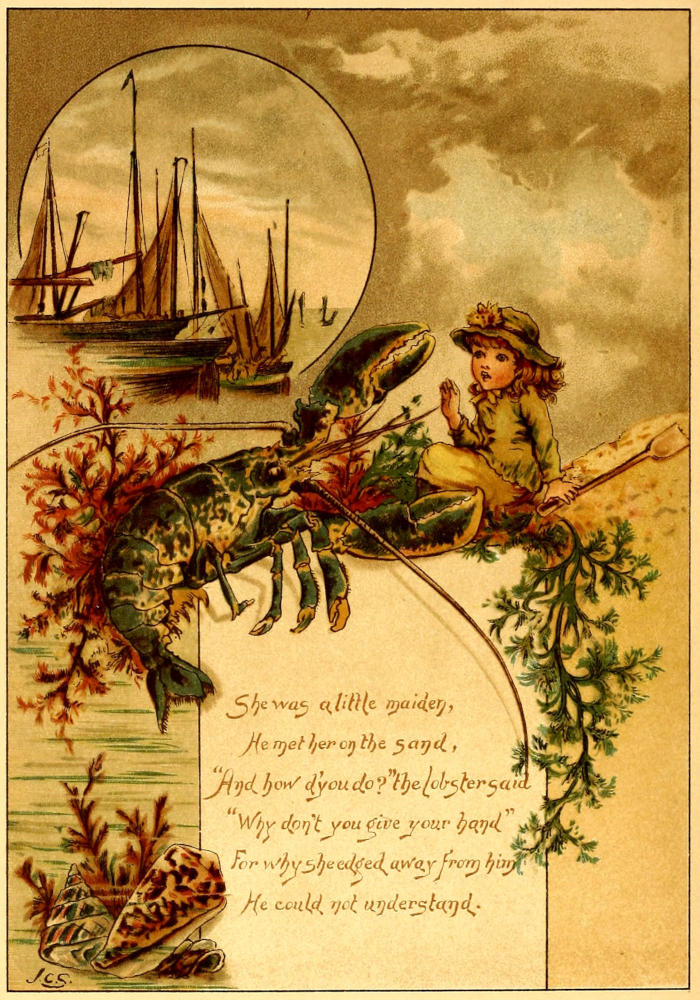 She was a little maiden,
He met her on the sand,
"And how d'you do?" the lobster said
"Why don't you give your hand"
For why she edged away from him
He could not understand.
J.C.S.